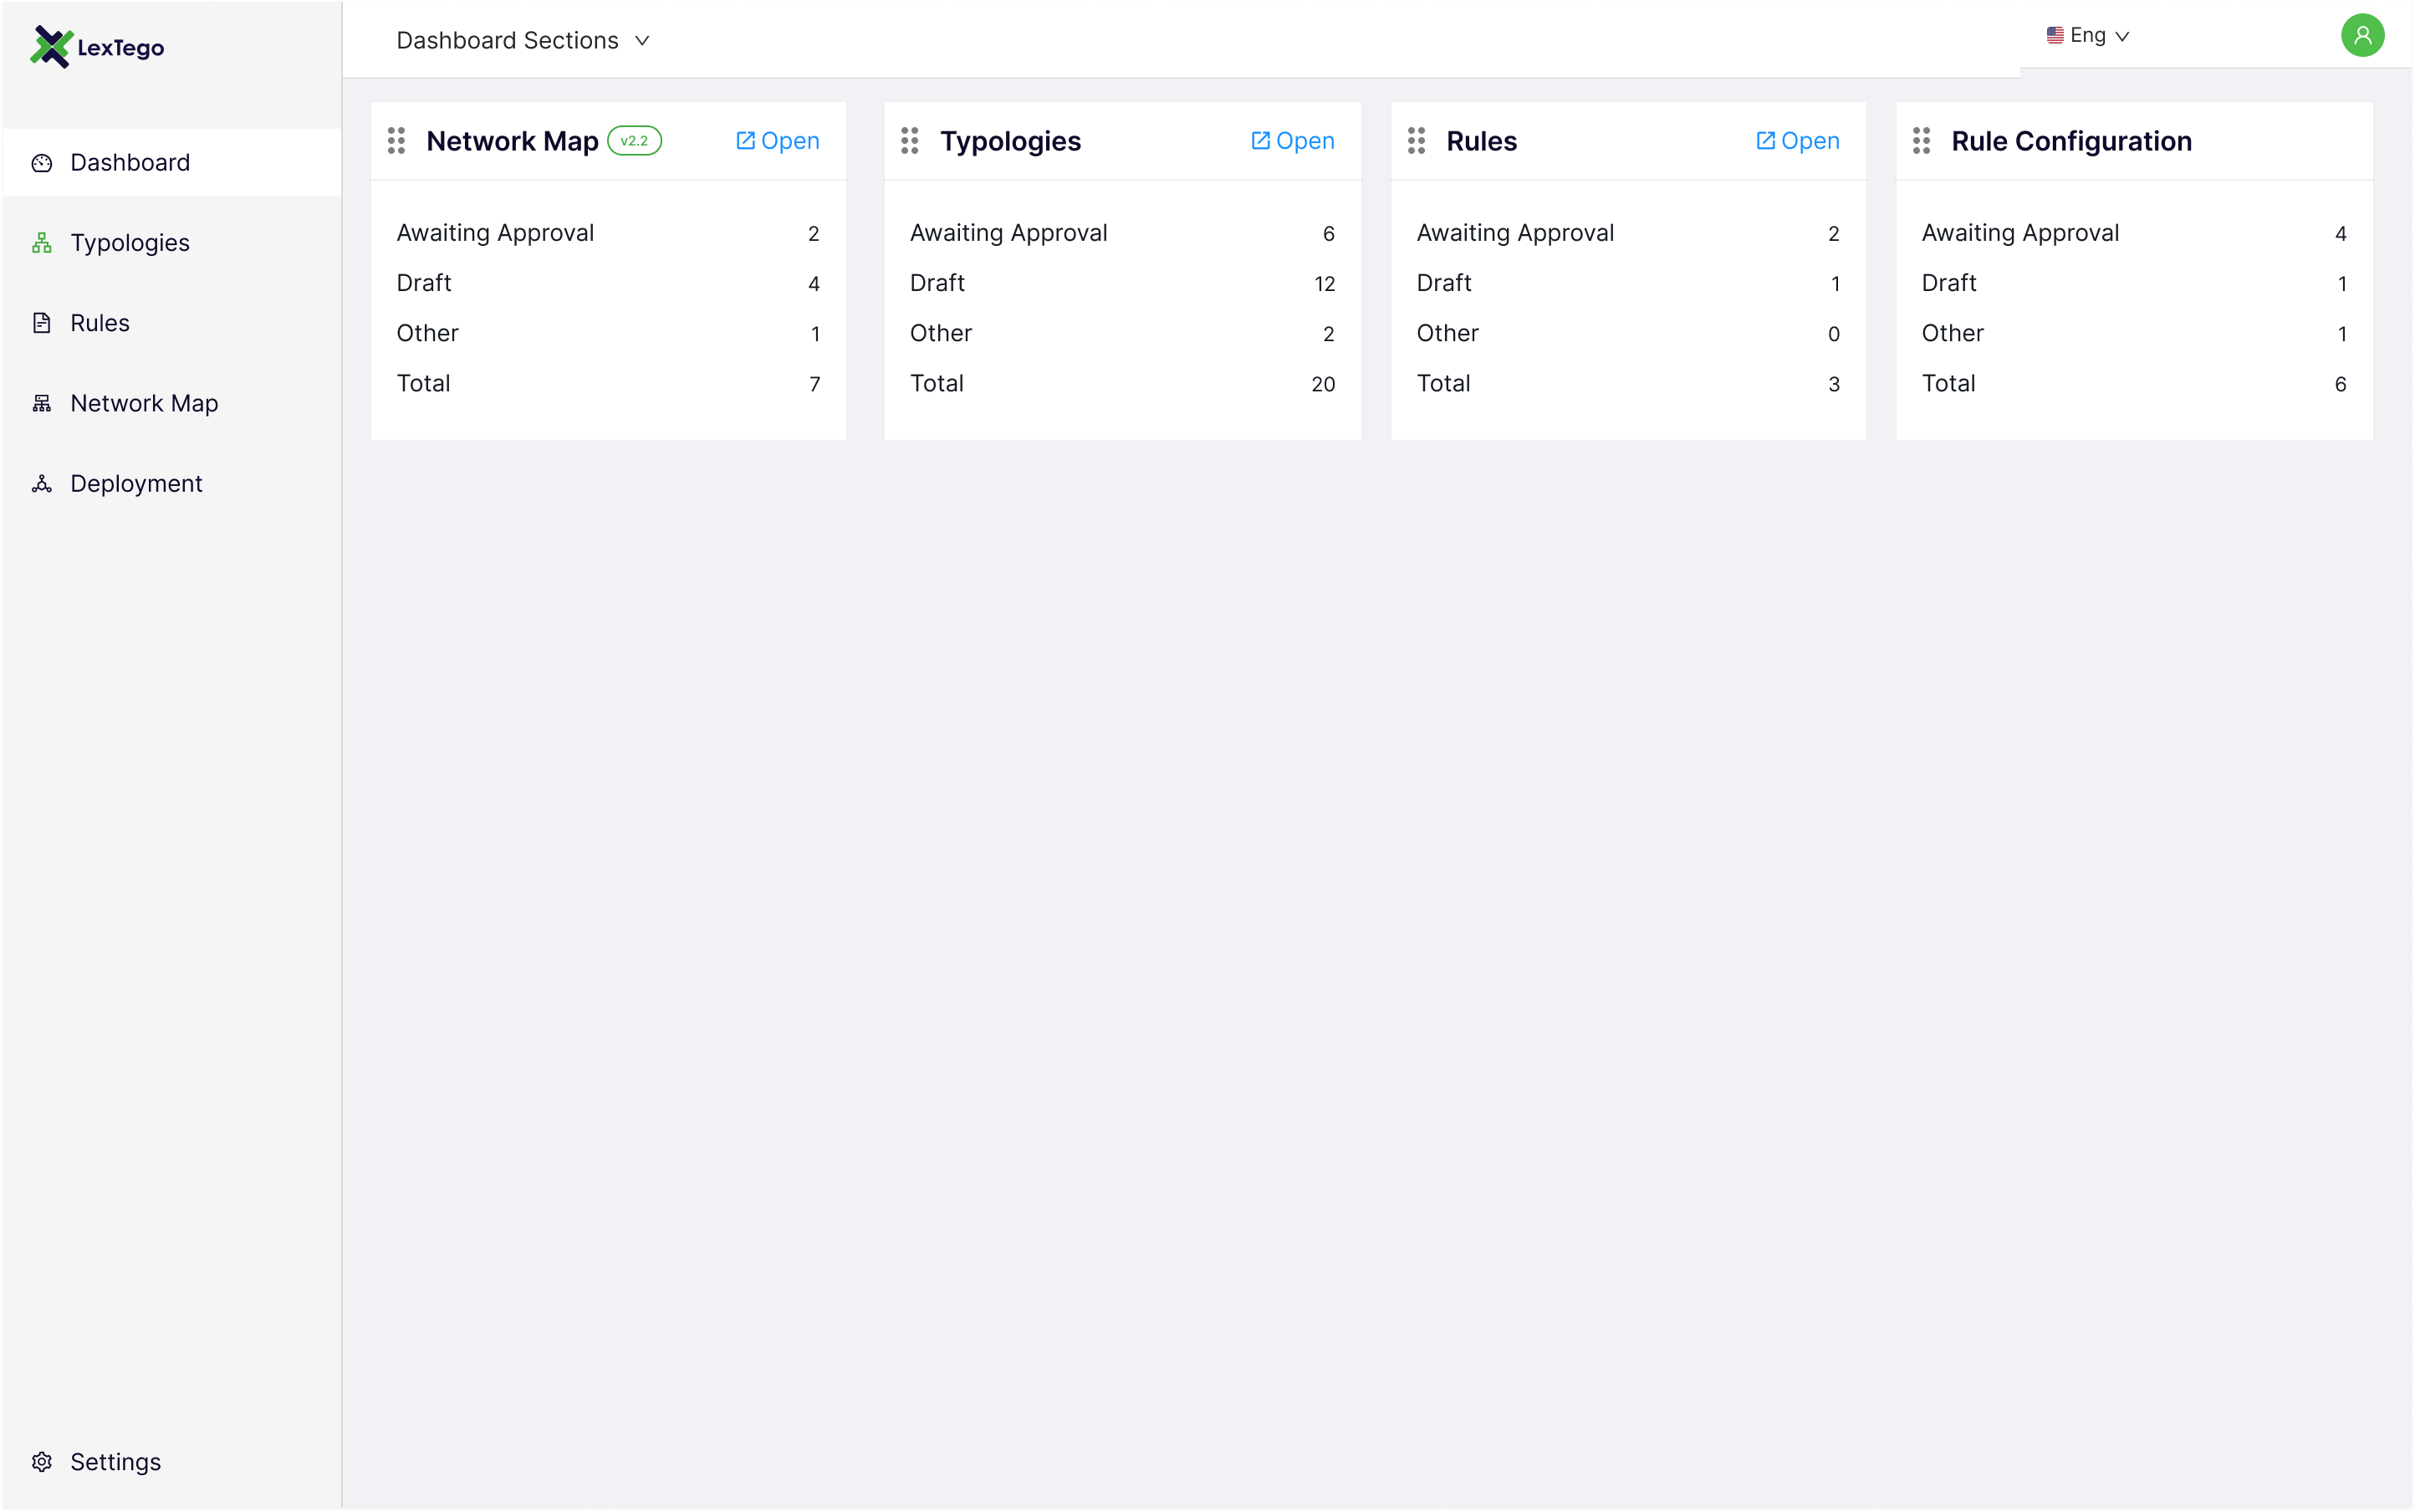 LexTego
Dashboard Sections
Eng
Dashboard
Typologies
Rules
Network Map
Deployment
Settings
Network Map v2.2 Open
Awaiting Approval 2
Draft 4
Other 1
Total 7
Typologies Open
Awaiting Approval 6
Draft 12
Other 2
Total 20
Rules Open
Awaiting Approval 2
Draft 1
Other 0
Total 3
Rule Configuration
Awaiting Approval 4
Draft 1
Other 1
Total 6